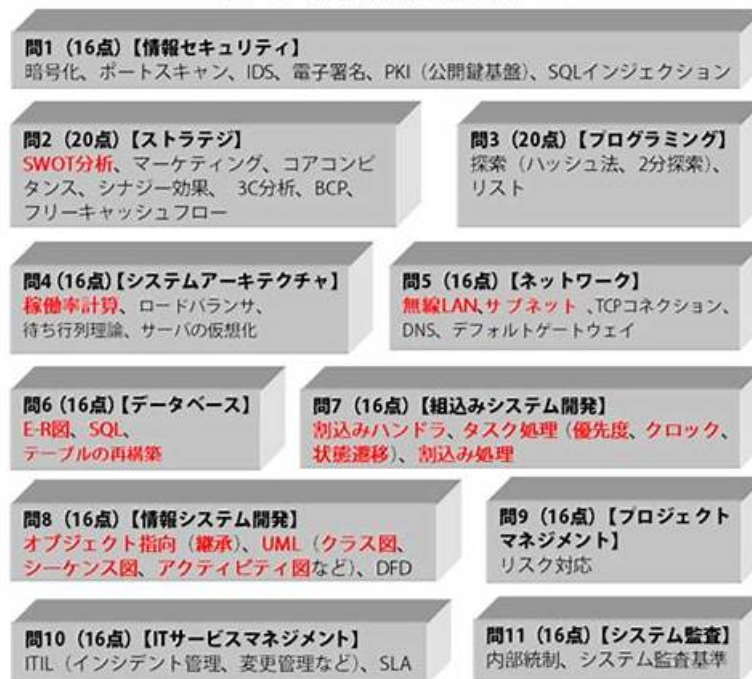 問1（16点）【情報セキュリティ】
暗号化、ポートスキャン、IDS、電子署名、PKI（公開鍵基盤）、SQLインジェクション
問2（20点）【ストラテジ】
SWOT分析、マーケティング、コアコンピ
タンス、シナジー効果、 3C分析、BCP、
フリーキャッシュフロー
問3（20点）【プログラミング】
探索（ハッシュ法、2分探索）、
リスト
問4（16点）【システムアーキテクチャ】
稼働率計算、ロードバランサ、
待ち行列理論、サーバの仮想化
問5（16点）【ネットワーク】
無線LAN、サブネット 、TCPコネクション、
DNS、デフォルトゲートウェイ
問6（16点）【データベース】
E-R図、SQL、
テーブルの再構築
問7（16点）【組込みシステム開発】
割込みハンドラ、タスク処理（優先度、クロック、
状態遷移）、割込み処理
問8（16点）【情報システム開発】
オブジェクト指向（継承）、UML（クラス図、
シーケンス図、アクティビティ図など）、DFD
問9（16点）【プロジェクト
マネジメント】
リスク対応
問10（16点）【ITサービスマネジメント】
ITIL（インシデント管理、変更管理など）、SLA
問11（16点）【システム監査】
内部統制、システム監査基準